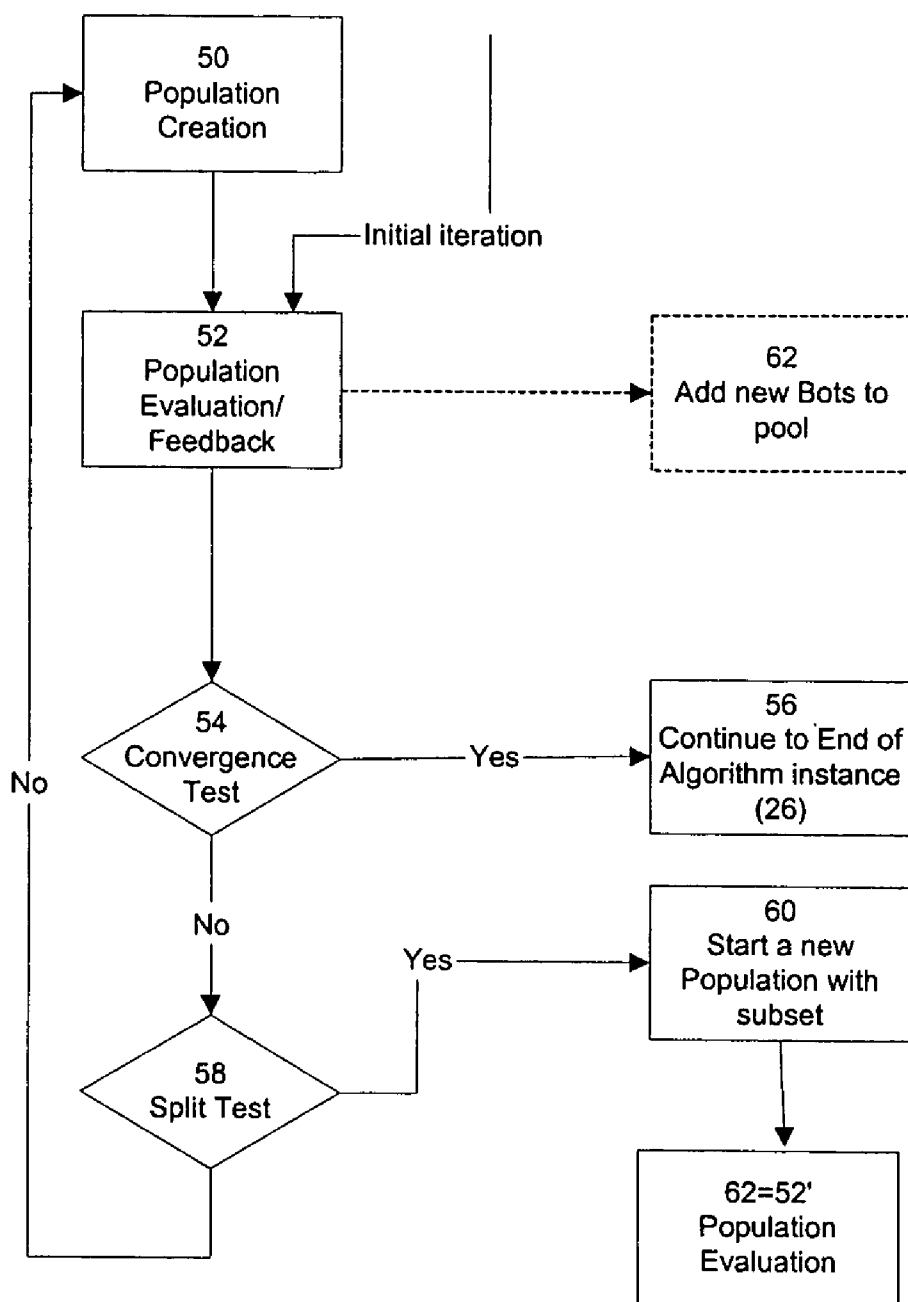 50
Population
Creation
Initial iteration
52
Population
Evaluation/
Feedback
62
Add new Bots to
pool
54
Convergence
Test
Yes
56
Continue to End of
Algorithm instance
(26)
No
No
58
Split Test
Yes
60
Start a new
Population with
subset
62=52'
Population
Evaluation